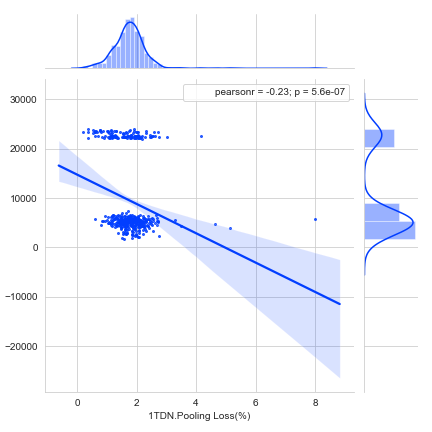 pearsonr = -0.23; p = 5.6e-07
30000
20000
10000
0
−10000
−20000
0 2 4 6 8
1TDN.Pooling Loss(%)